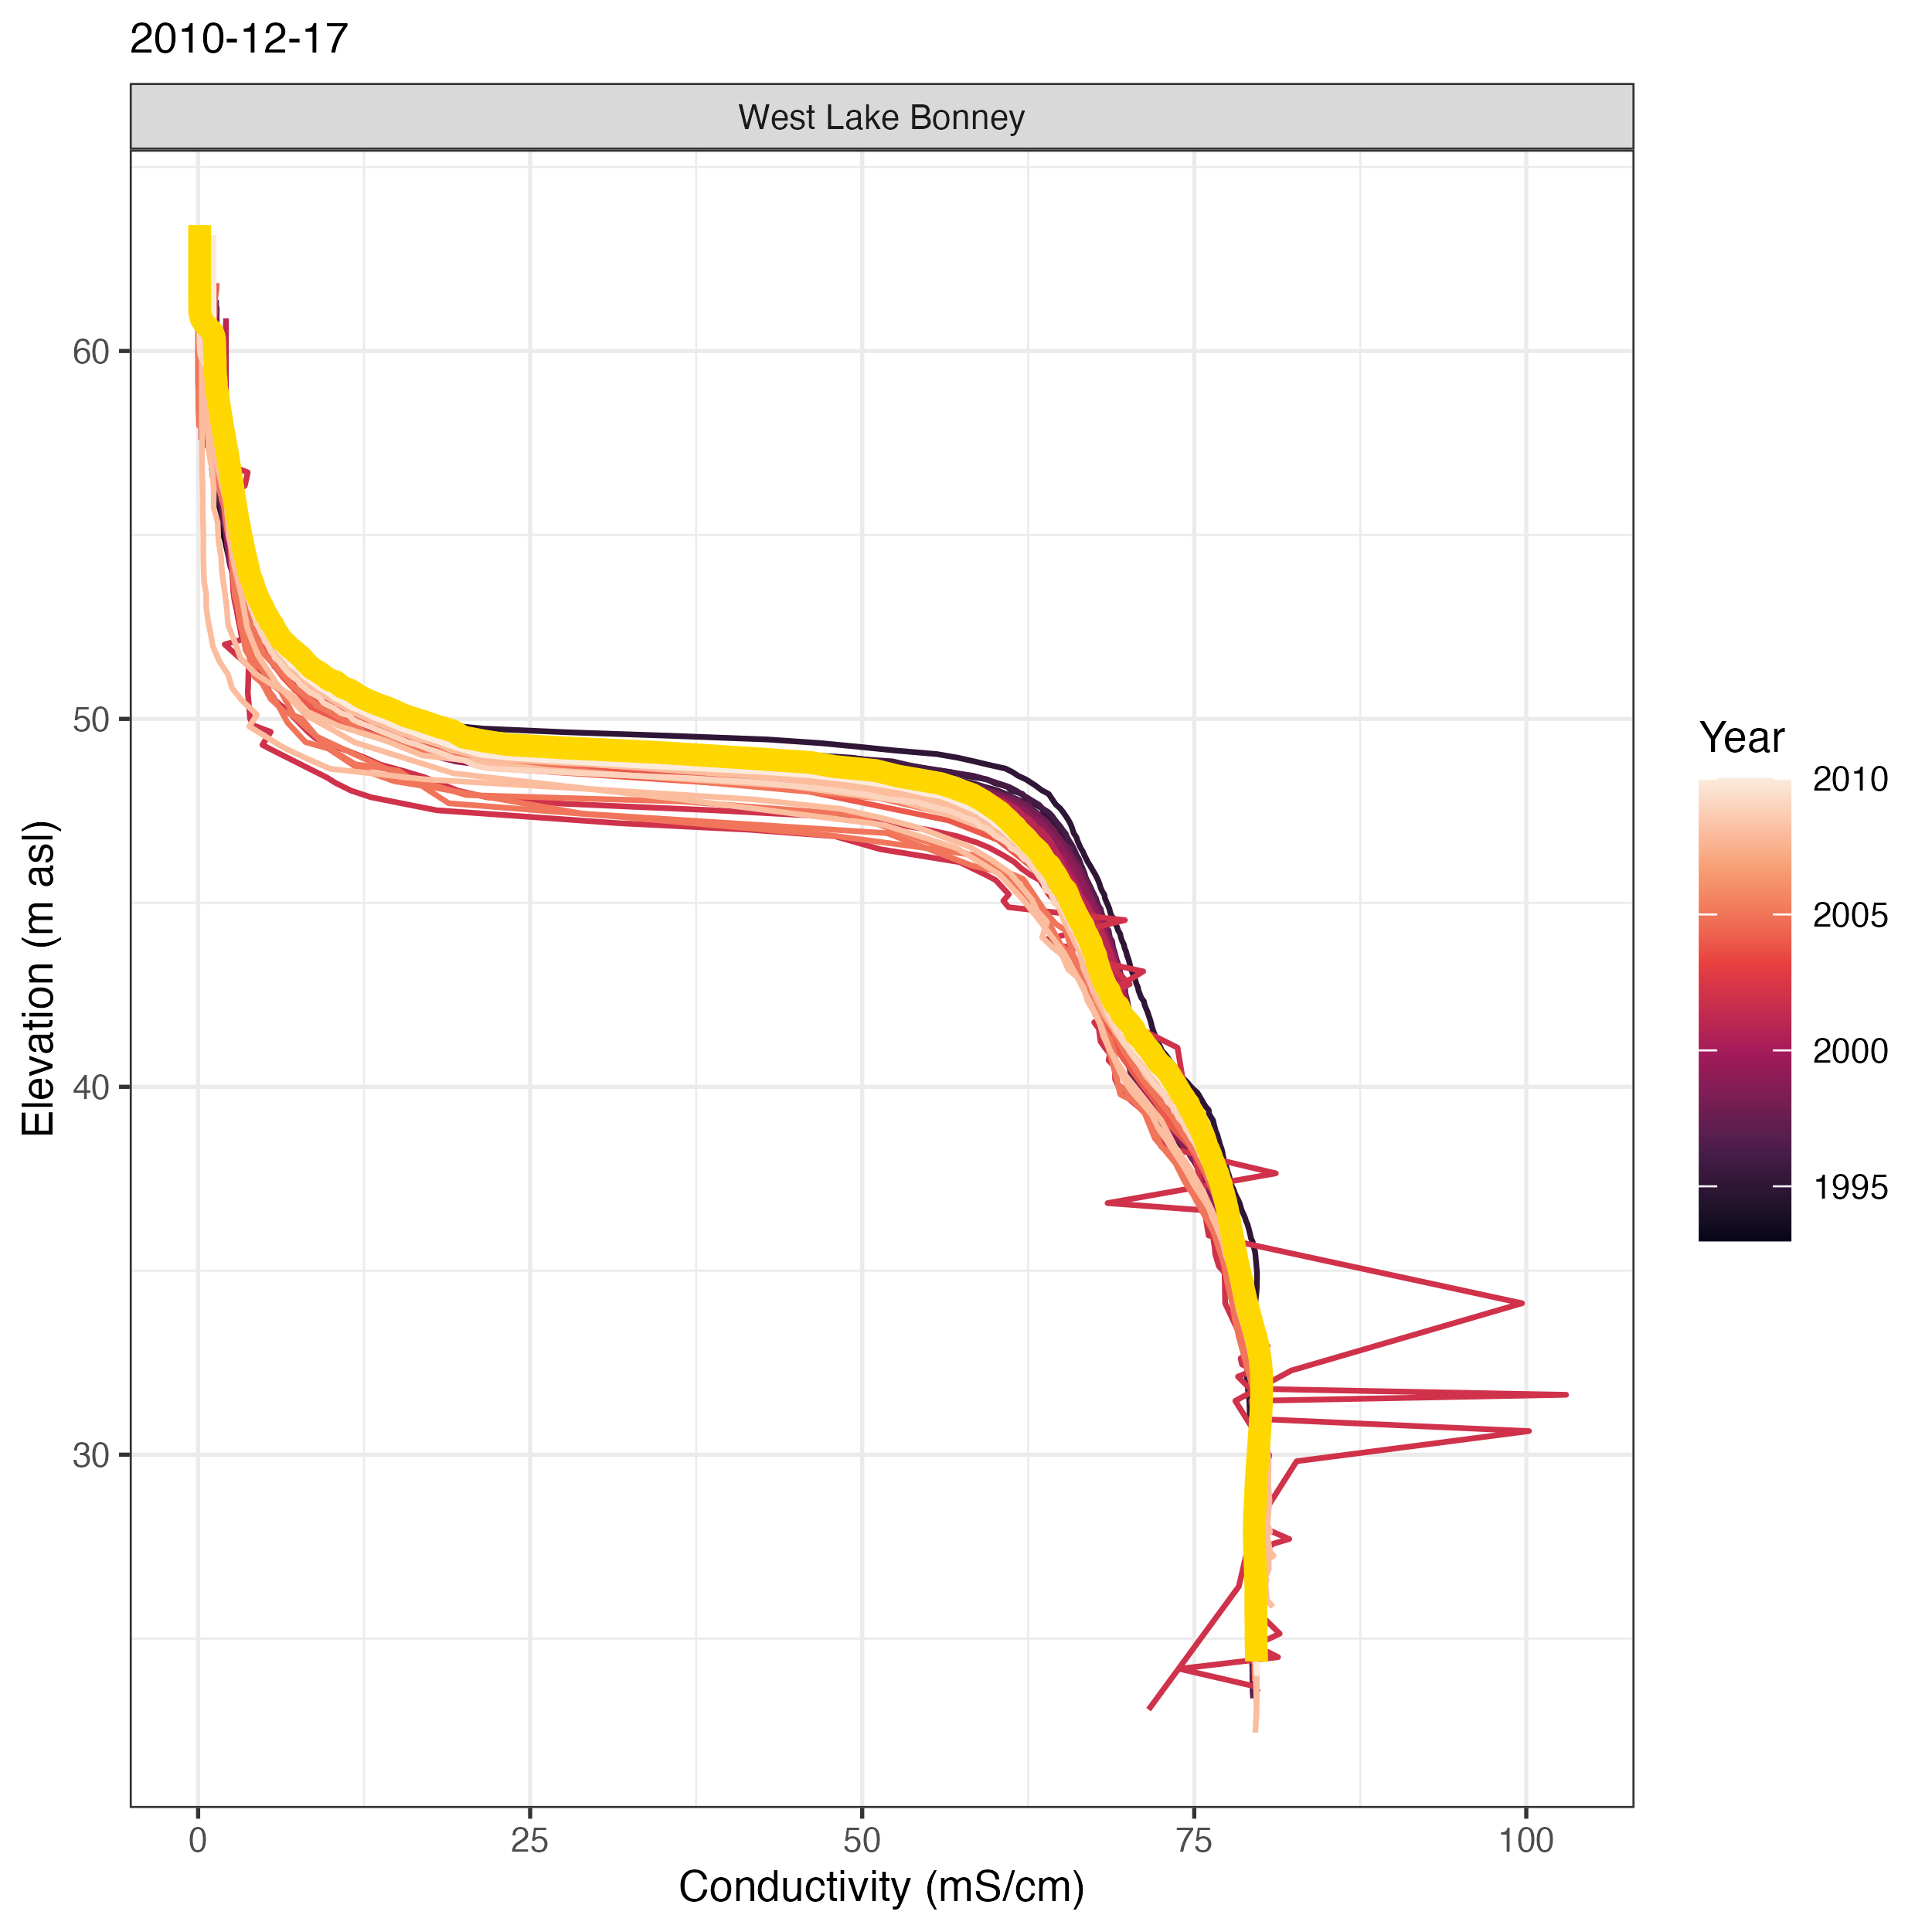 2010-12-17
West Lake Bonney
60
50
40
30
Elevation (m asl)
0 25 50 75 100
Conductivity (mS/cm)
Year
2010
2005
2000
1995